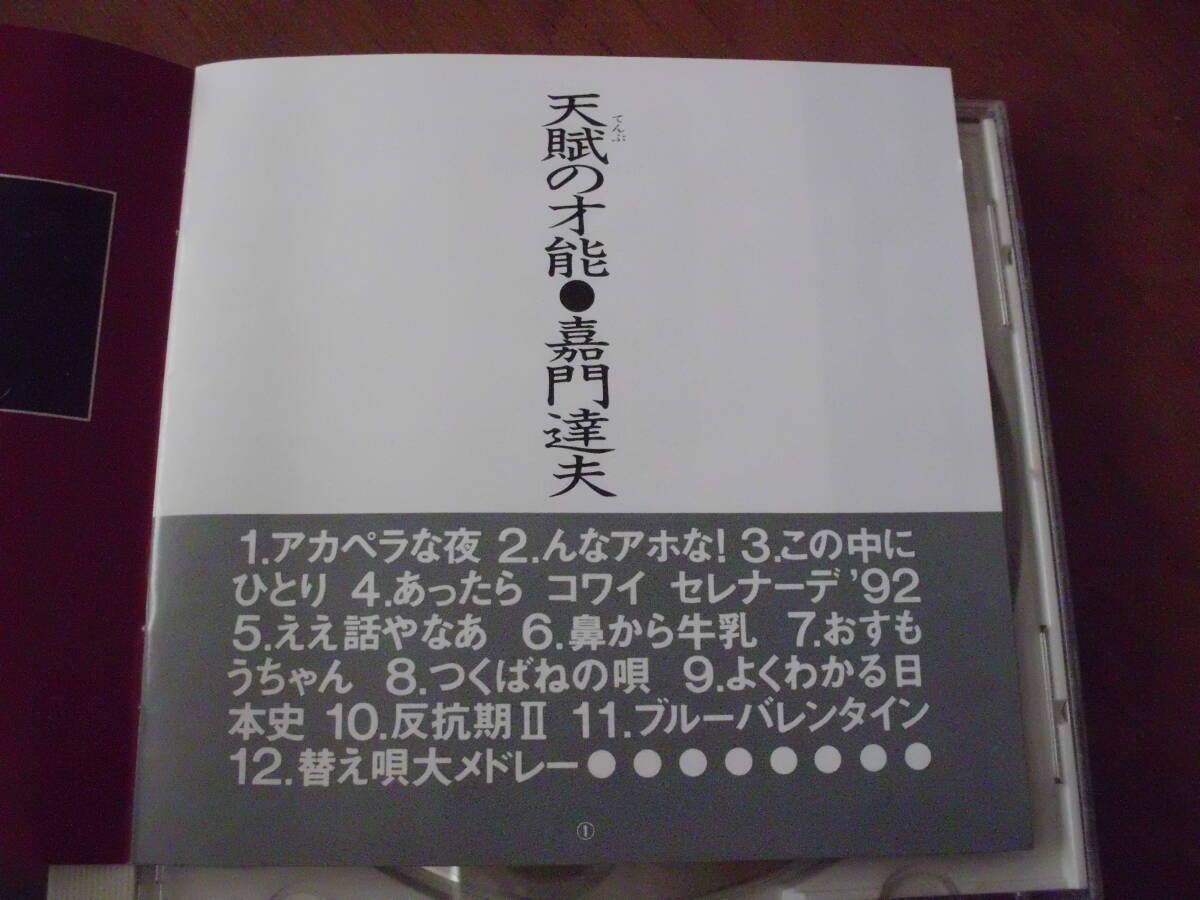 天賦の才能●嘉門達夫
てんぷ
1.アカペラな夜 2.んなアホな! 3.この中に
ひとり 4.あったら コワイ セレナーデ '92
5.ええ話やなあ 6.鼻から牛乳 7.おすも
うちゃん 8.つくばねの唄 9.よくわかる日
本史 10.反抗期Ⅱ 11.ブルーバレンタイン
12.替え唄大メドレー●●●●●●●●
①